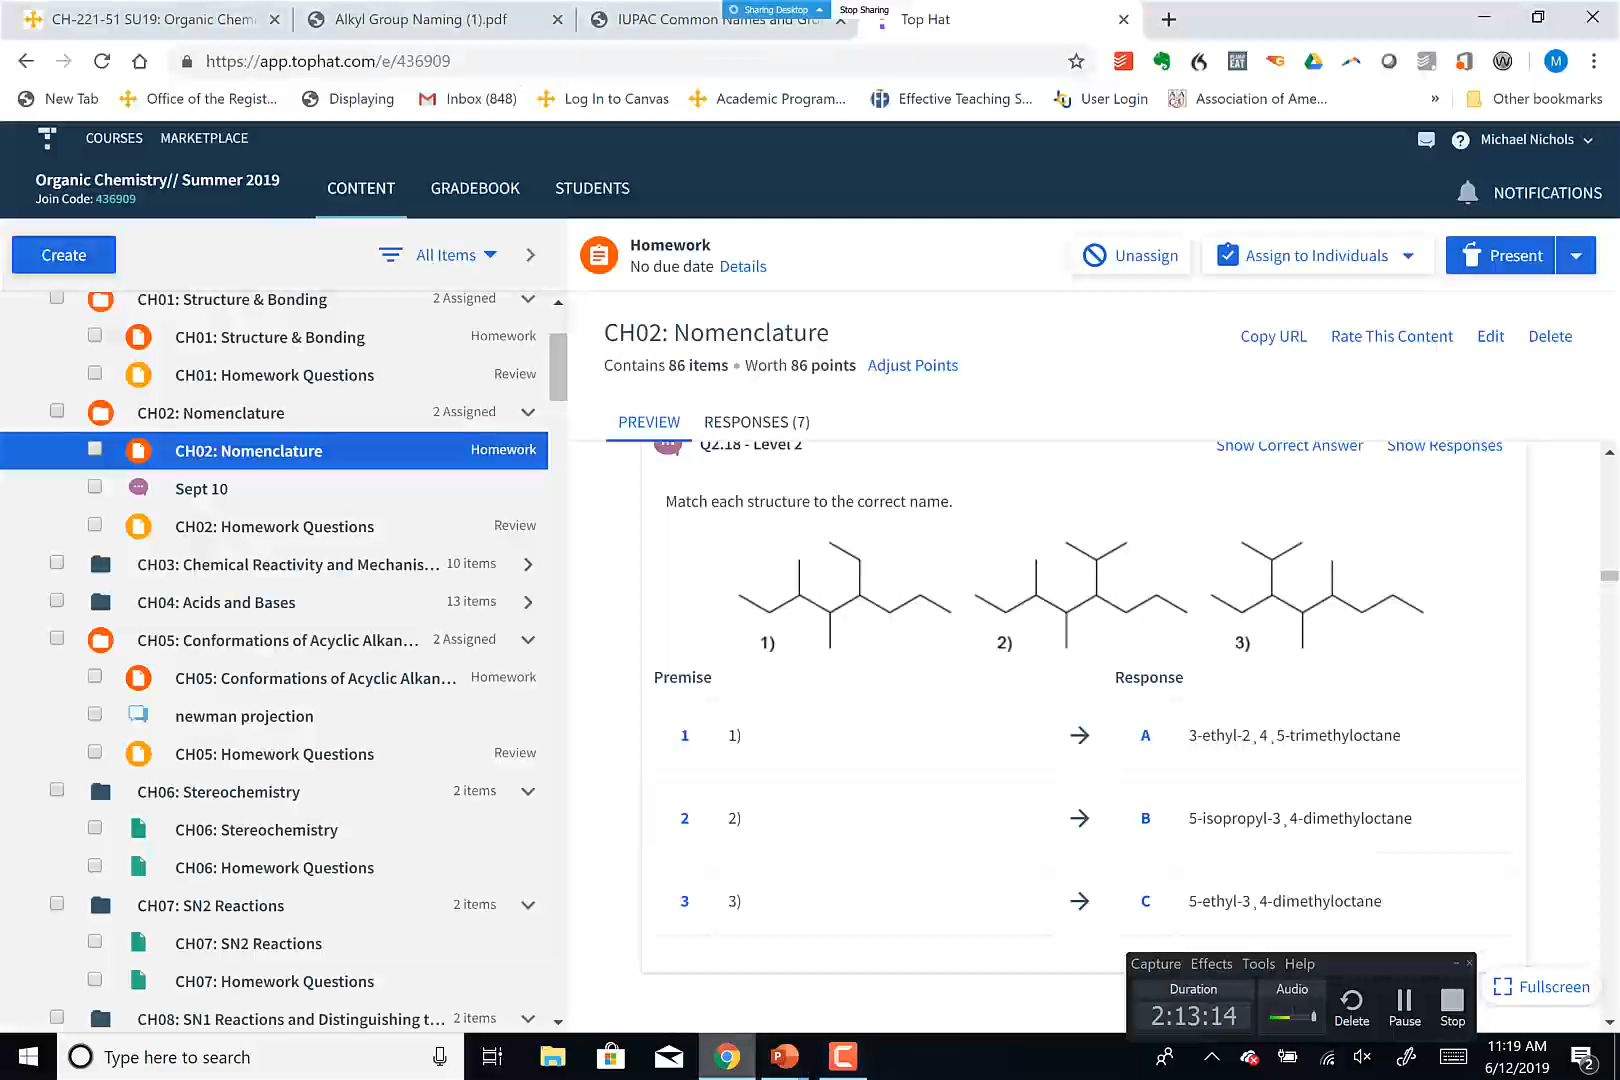 CH-221-51 SU19: Organic Chem
Alkyl Group Naming (1).pdf
IUPAC Common Names and Gr
Sharing Desktop
Stop Sharing
Top Hat
https://app.tophat.com/e/436909
New Tab
Office of the Regist...
Displaying
Inbox (848)
Log In to Canvas
Academic Program...
Effective Teaching S...
User Login
Association of Ame...
»
Other bookmarks
COURSES
MARKETPLACE
Michael Nichols
Organic Chemistry// Summer 2019
Join Code: 436909
CONTENT
GRADEBOOK
STUDENTS
NOTIFICATIONS
Create
All Items
Homework
No due date Details
Unassign
Assign to Individuals
Present
CH01: Structure & Bonding
2 Assigned
CH01: Structure & Bonding
Homework
CH01: Homework Questions
Review
CH02: Nomenclature
2 Assigned
CH02: Nomenclature
Homework
Sept 10
CH02: Homework Questions
Review
CH03: Chemical Reactivity and Mechanis...
10 items
CH04: Acids and Bases
13 items
CH05: Conformations of Acyclic Alkan...
2 Assigned
CH05: Conformations of Acyclic Alkan...
Homework
newman projection
CH05: Homework Questions
Review
CH06: Stereochemistry
2 items
CH06: Stereochemistry
CH06: Homework Questions
CH07: SN2 Reactions
2 items
CH07: SN2 Reactions
CH07: Homework Questions
CH08: SN1 Reactions and Distinguishing t...
2 items
CH02: Nomenclature
Copy URL
Rate This Content
Edit
Delete
Contains 86 items • Worth 86 points Adjust Points
PREVIEW
RESPONSES (7)
Q2.18 - Level 2
Show Correct Answer
Show Responses
Match each structure to the correct name.
1)
2)
3)
Premise
Response
1 1)
A 3-ethyl-2,4,5-trimethyloctane
2 2)
B 5-isopropyl-3,4-dimethyloctane
3 3)
C 5-ethyl-3,4-dimethyloctane
Capture Effects Tools Help
Duration
2:13:14
Audio
Delete
Pause
Stop
Fullscreen
Type here to search
11:19 AM
6/12/2019
2